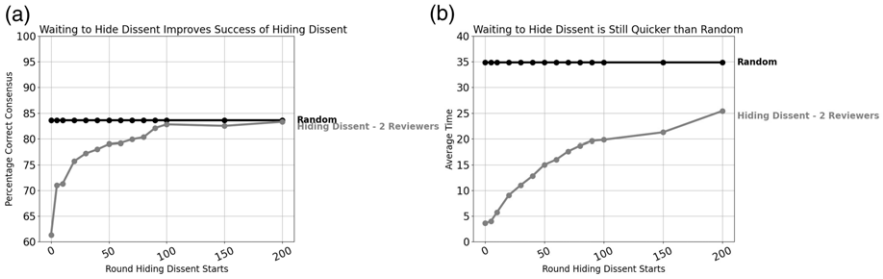 (a)
Waiting to Hide Dissent Improves Success of Hiding Dissent
Percentage Correct Consensus
100
95
90
85
80
75
70
65
60
0
50
100
150
200
Round Hiding Dissent Starts
Random
Hiding Dissent - 2 Reviewers
(b)
Waiting to Hide Dissent is Still Quicker than Random
Average Time
40
35
30
25
20
15
10
5
0
0
50
100
150
200
Round Hiding Dissent Starts
Random
Hiding Dissent - 2 Reviewers